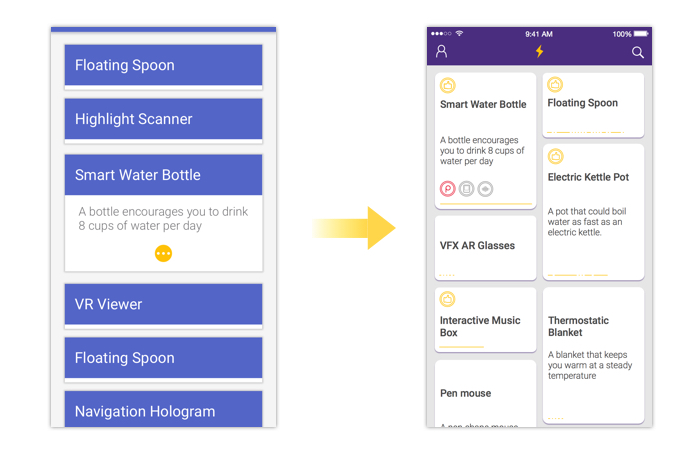 Floating Spoon
Highlight Scanner
Smart Water Bottle
A bottle encourages you to drink
8 cups of water per day
VR Viewer
Floating Spoon
Navigation Hologram
9:41 AM
100%
Smart Water Bottle
A bottle encourages
you to drink 8 cups of
water per day
VFX AR Glasses
Interactive Music
Box
Pen mouse
A pen shape mouse
Floating Spoon
Electric Kettle Pot
A pot that could boil
water as fast as an
electric kettle.
Thermostatic
Blanket
A blanket that keeps
you warm at a steady
temperature